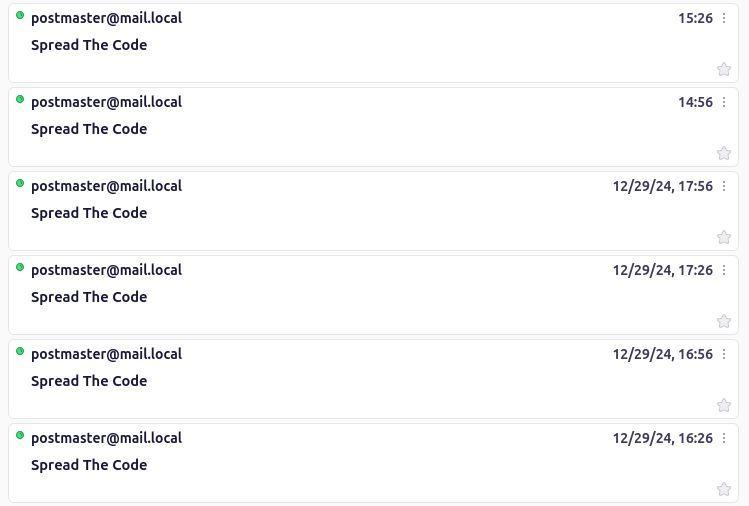 postmaster@mail.local 15:26
Spread The Code
postmaster@mail.local 14:56
Spread The Code
postmaster@mail.local 12/29/24, 17:56
Spread The Code
postmaster@mail.local 12/29/24, 17:26
Spread The Code
postmaster@mail.local 12/29/24, 16:56
Spread The Code
postmaster@mail.local 12/29/24, 16:26
Spread The Code